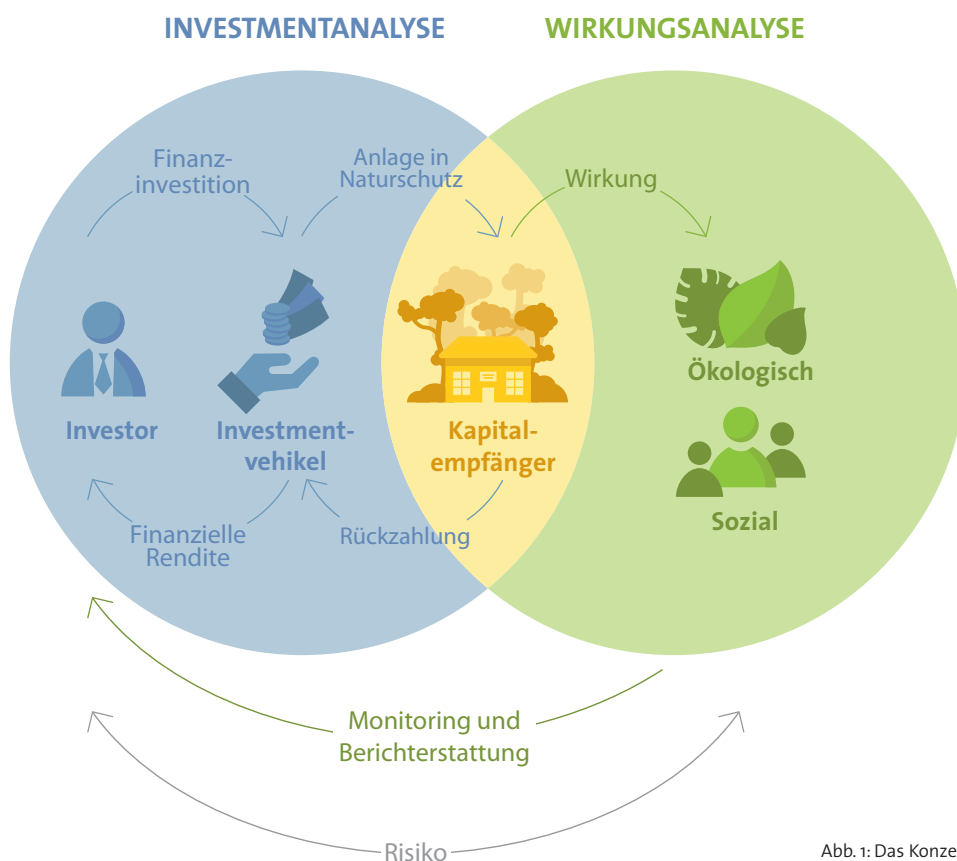 INVESTMENTANALYSE
WIRKUNGSANALYSE
Finanz-
investition
Anlage in
Naturschutz
Wirkung
Investor
Investment-
vehikel
Kapital-
empfänger
Ökologisch
Sozial
Finanzielle
Rendite
Rückzahlung
Monitoring und
Berichterstattung
Risiko
Abb. 1: Das Konze